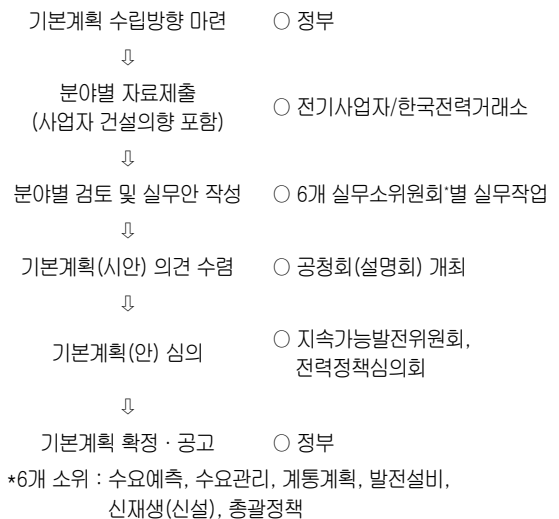 기본계획 수립방향 마련 ○ 정부
⇩
분야별 자료제출
(사업자 건설의향 포함) ○ 전기사업자/한국전력거래소
⇩
분야별 검토 및 실무안 작성 ○ 6개 실무소위원회*별 실무작업
⇩
기본계획(시안) 의견 수렴 ○ 공청회(설명회) 개최
⇩
기본계획(안) 심의 ○ 지속가능발전위원회,
전력정책심의회
⇩
기본계획 확정 · 공고 ○ 정부
*6개 소위 : 수요예측, 수요관리, 계통계획, 발전설비,
신재생(신설), 총괄정책